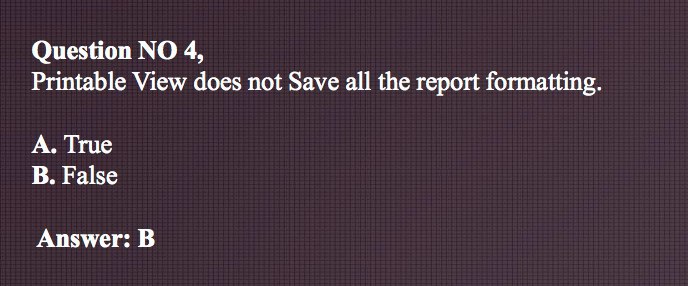 Question NO 4,
Printable View does not Save all the report formatting.
A. True
B. False
Answer: B